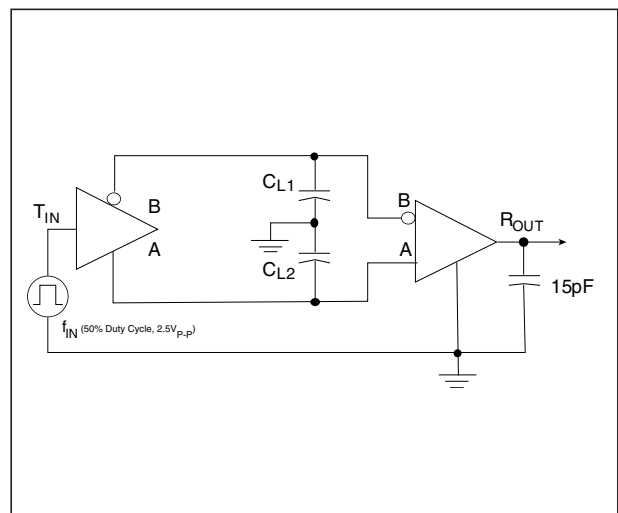 C_L1
B
B
T_IN
R_OUT
A
A
C_L2
15pF
f_IN (50% Duty Cycle, 2.5V_P-P)